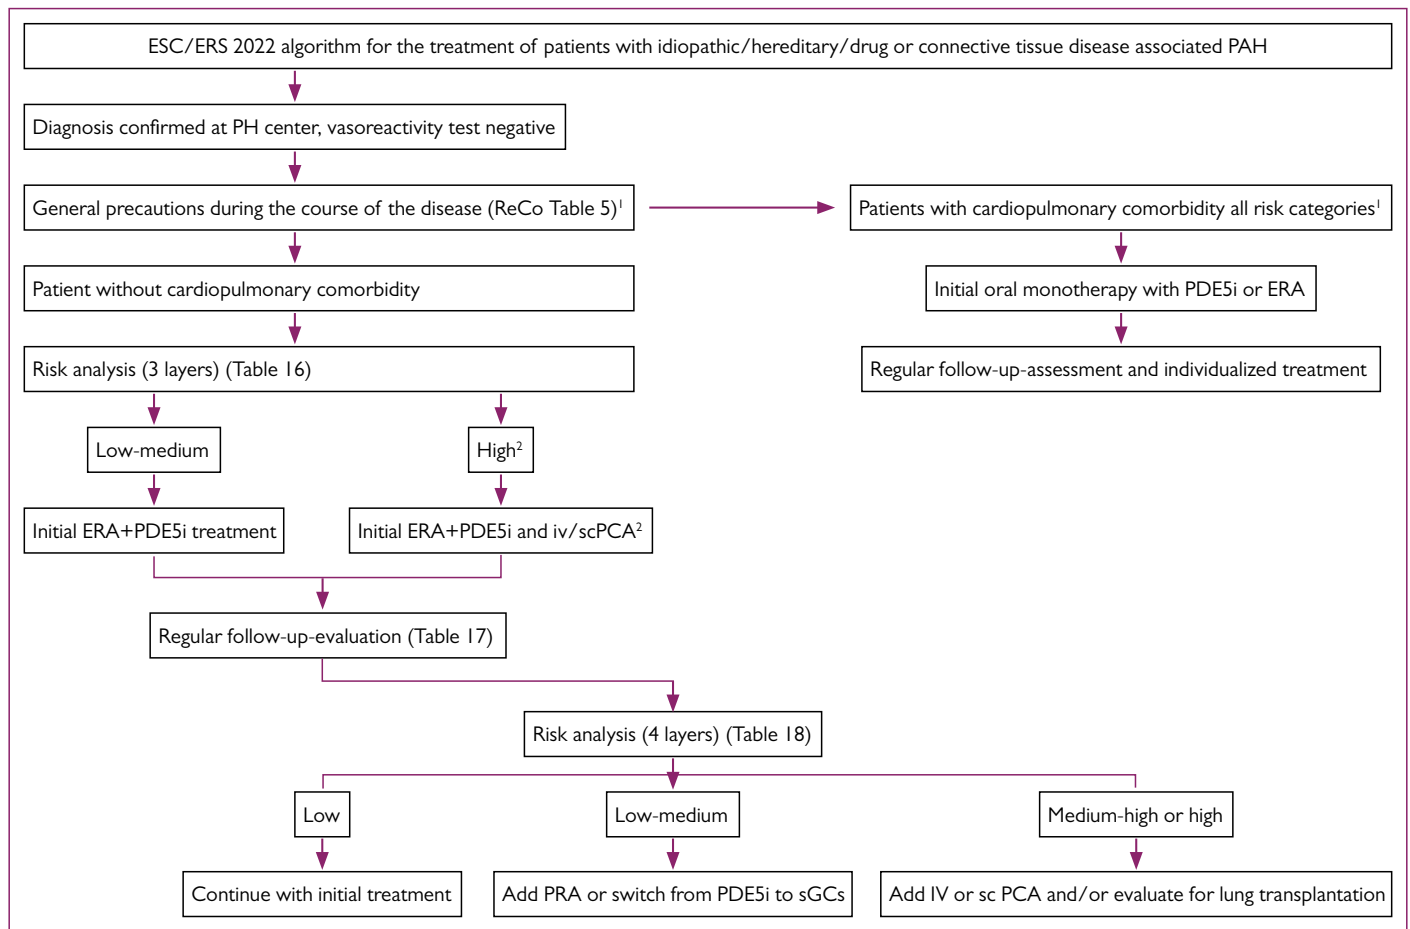 ESC/ERS 2022 algorithm for the treatment of patients with idiopathic/hereditary/drug or connective tissue disease associated PAH
Diagnosis confirmed at PH center, vasoreactivity test negative
General precautions during the course of the disease (ReCo Table 5)¹
Patients with cardiopulmonary comorbidity all risk categories¹
Patient without cardiopulmonary comorbidity
Initial oral monotherapy with PDE5i or ERA
Risk analysis (3 layers) (Table 16)
Regular follow-up-assessment and individualized treatment
Low-medium
High²
Initial ERA+PDE5i treatment
Initial ERA+PDE5i and iv/scPCA²
Regular follow-up-evaluation (Table 17)
Risk analysis (4 layers) (Table 18)
Low
Low-medium
Medium-high or high
Continue with initial treatment
Add PRA or switch from PDE5i to sGCs
Add IV or sc PCA and/or evaluate for lung transplantation